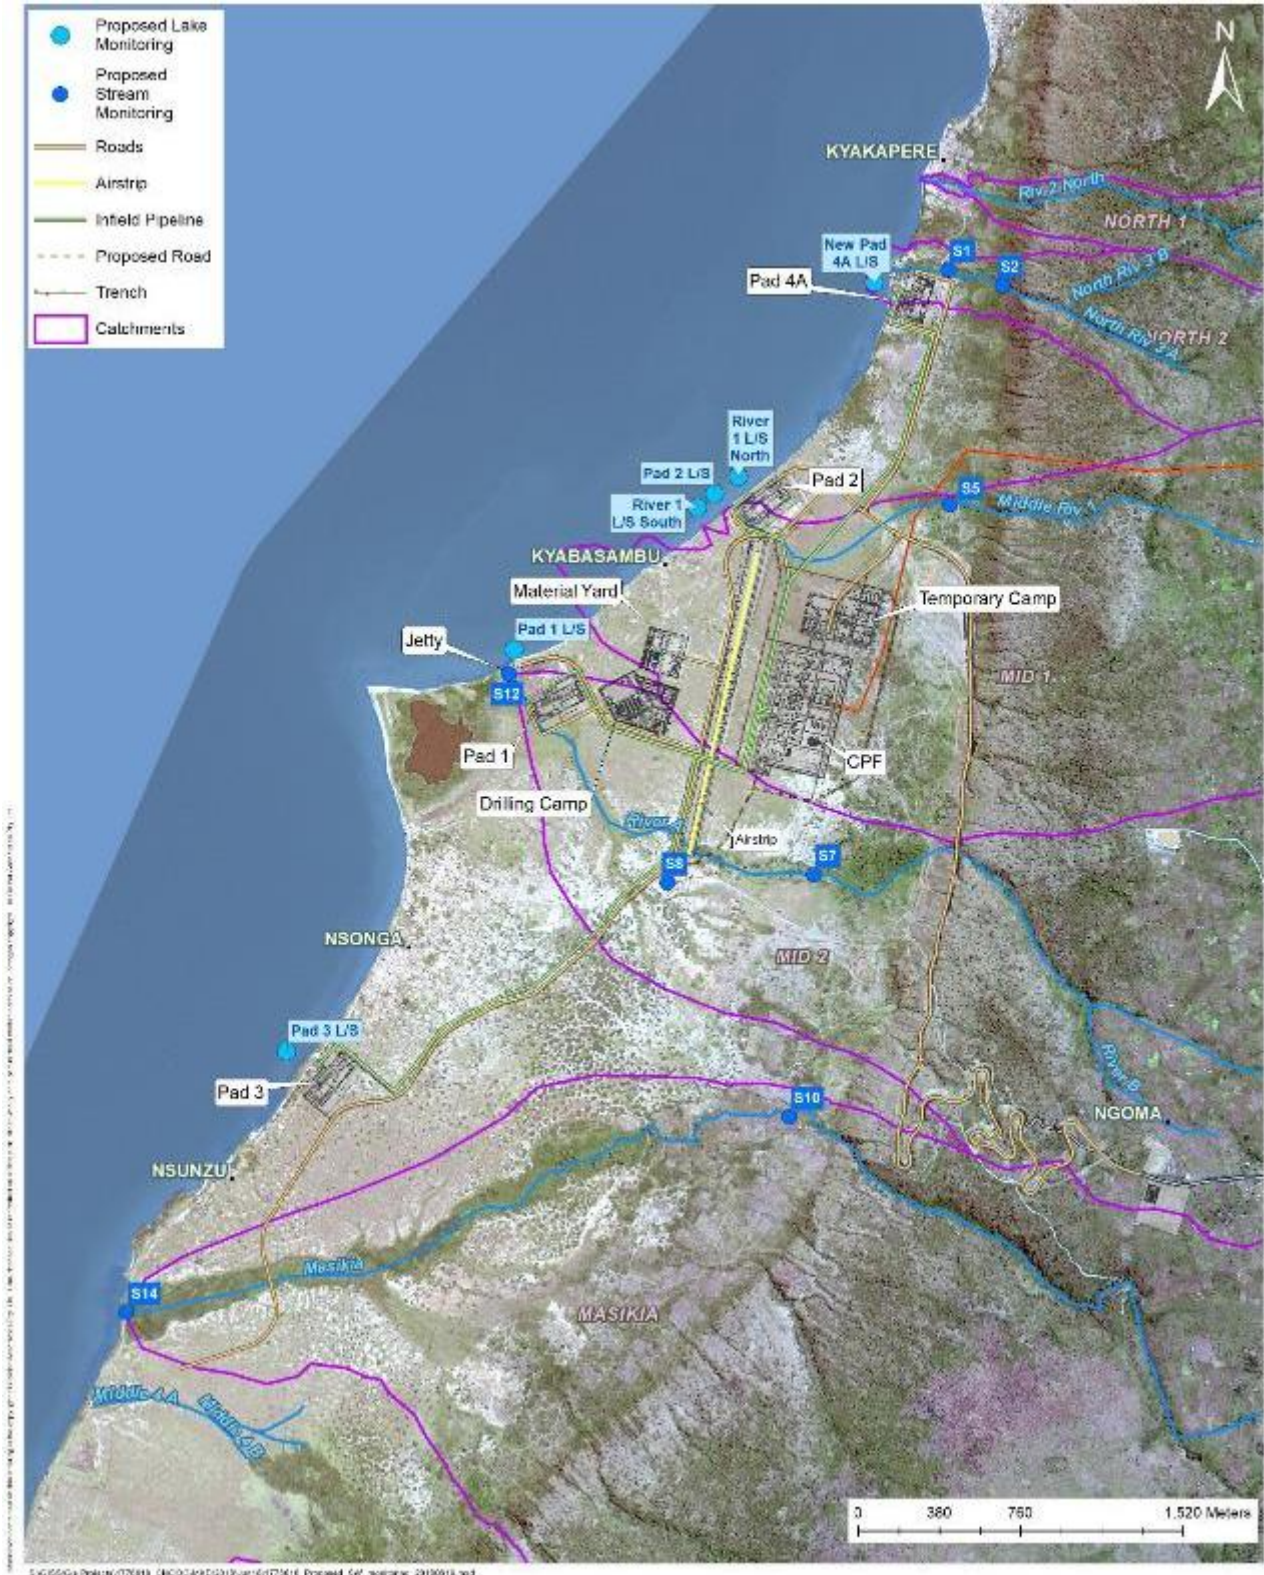 Proposed Lake
Monitoring
Proposed
Stream
Monitoring
Roads
Airstrip
Infield Pipeline
Proposed Road
Trench
Catchments
N
KYAKAPERE
Riv 2 North
NORTH 1
New Pad
4A L/S
S1
S2
Pad 4A
North Riv 3 B
North Riv 3 A
NORTH 2
River
1 L/S
North
Pad 2 L/S
Pad 2
River 1
L/S South
S5
Middle Riv 1
KYABASAMBU
Material Yard
Temporary Camp
Pad 1 L/S
Jetty
S12
MID 1
Pad 1
CPF
Drilling Camp
River
Airstrip
S8
S7
NSONGA
MID 2
Pad 3 L/S
Pad 3
S10
River B
NGOMA
NSUNZU
Masikia
S14
MASIKIA
Middle 4 A
Middle 4B
0 380 760 1.520 Meters